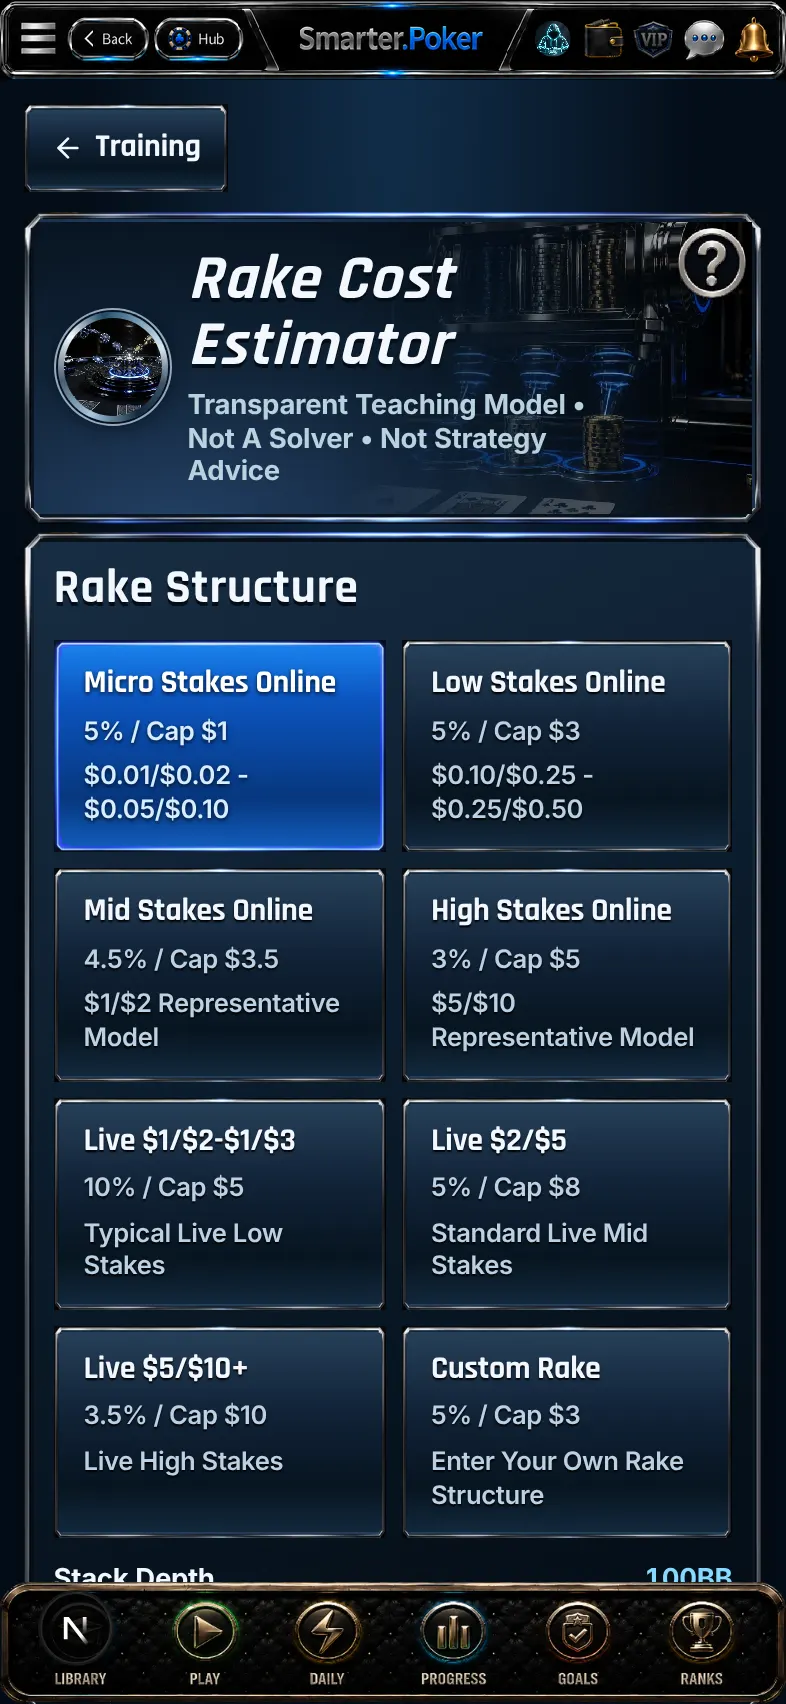 Back
Hub
Smarter.Poker
VIP
Training
Rake Cost
Estimator
Transparent Teaching Model •
Not A Solver • Not Strategy
Advice
?
Rake Structure
Micro Stakes Online
5% / Cap $1
$0.01/$0.02 -
$0.05/$0.10
Low Stakes Online
5% / Cap $3
$0.10/$0.25 -
$0.25/$0.50
Mid Stakes Online
4.5% / Cap $3.5
$1/$2 Representative
Model
High Stakes Online
3% / Cap $5
$5/$10
Representative Model
Live $1/$2-$1/$3
10% / Cap $5
Typical Live Low
Stakes
Live $2/$5
5% / Cap $8
Standard Live Mid
Stakes
Live $5/$10+
3.5% / Cap $10
Live High Stakes
Custom Rake
5% / Cap $3
Enter Your Own Rake
Structure
Stack Depth
100BB
N
LIBRARY
PLAY
DAILY
PROGRESS
GOALS
RANKS